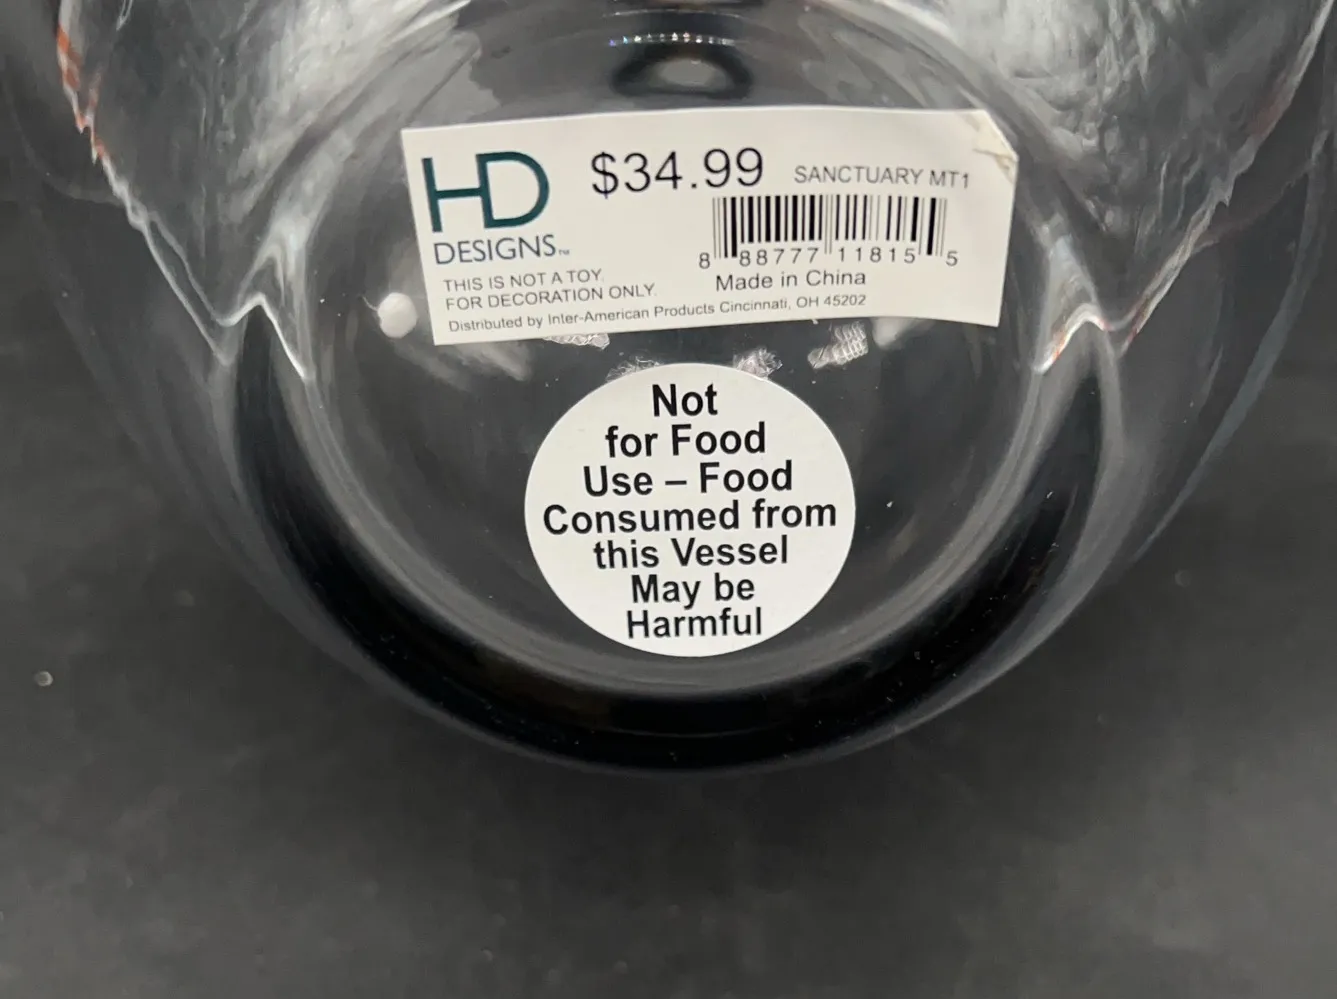 HD
DESIGNS™
$34.99
SANCTUARY MT1
8 88777 11815 5
Made in China
THIS IS NOT A TOY.
FOR DECORATION ONLY.
Distributed by Inter-American Products Cincinnati, OH 45202
Not
for Food
Use – Food
Consumed from
this Vessel
May be
Harmful